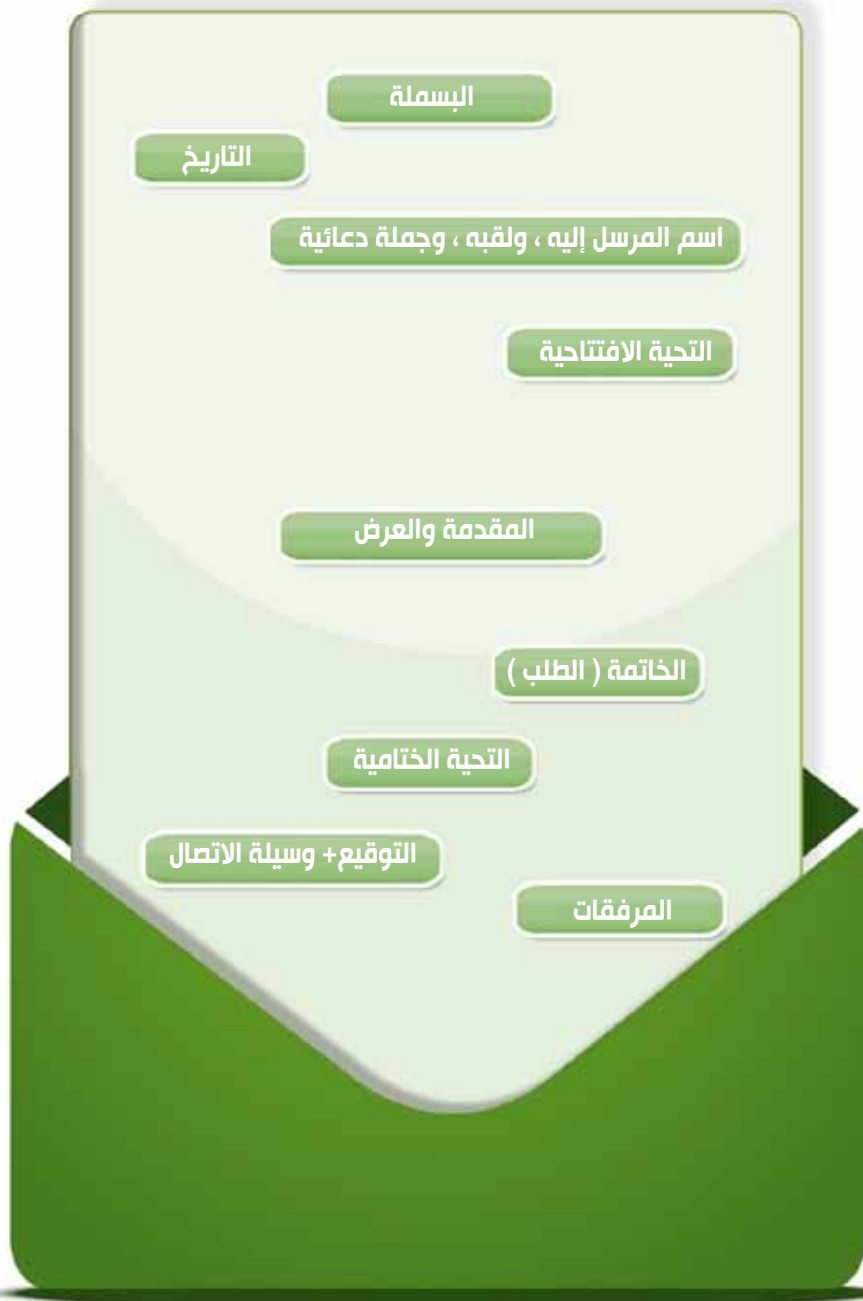 البسملة
التاريخ
اسم المرسل إليه ، ولقبه ، وجملة دعائية
التحية الافتتاحية
المقدمة والعرض
الخاتمة ( الطلب )
التحية الختامية
التوقيع+ وسيلة الاتصال
المرفقات